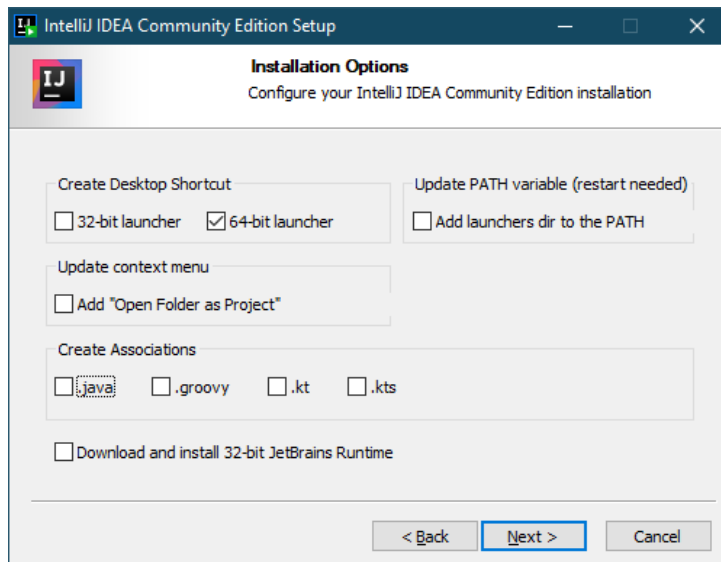 IntelliJ IDEA Community Edition Setup
IJ
Installation Options
Configure your IntelliJ IDEA Community Edition installation
Create Desktop Shortcut
32-bit launcher 64-bit launcher
Update PATH variable (restart needed)
Add launchers dir to the PATH
Update context menu
Add "Open Folder as Project"
Create Associations
.java .groovy .kt .kts
Download and install 32-bit JetBrains Runtime
< Back Next > Cancel